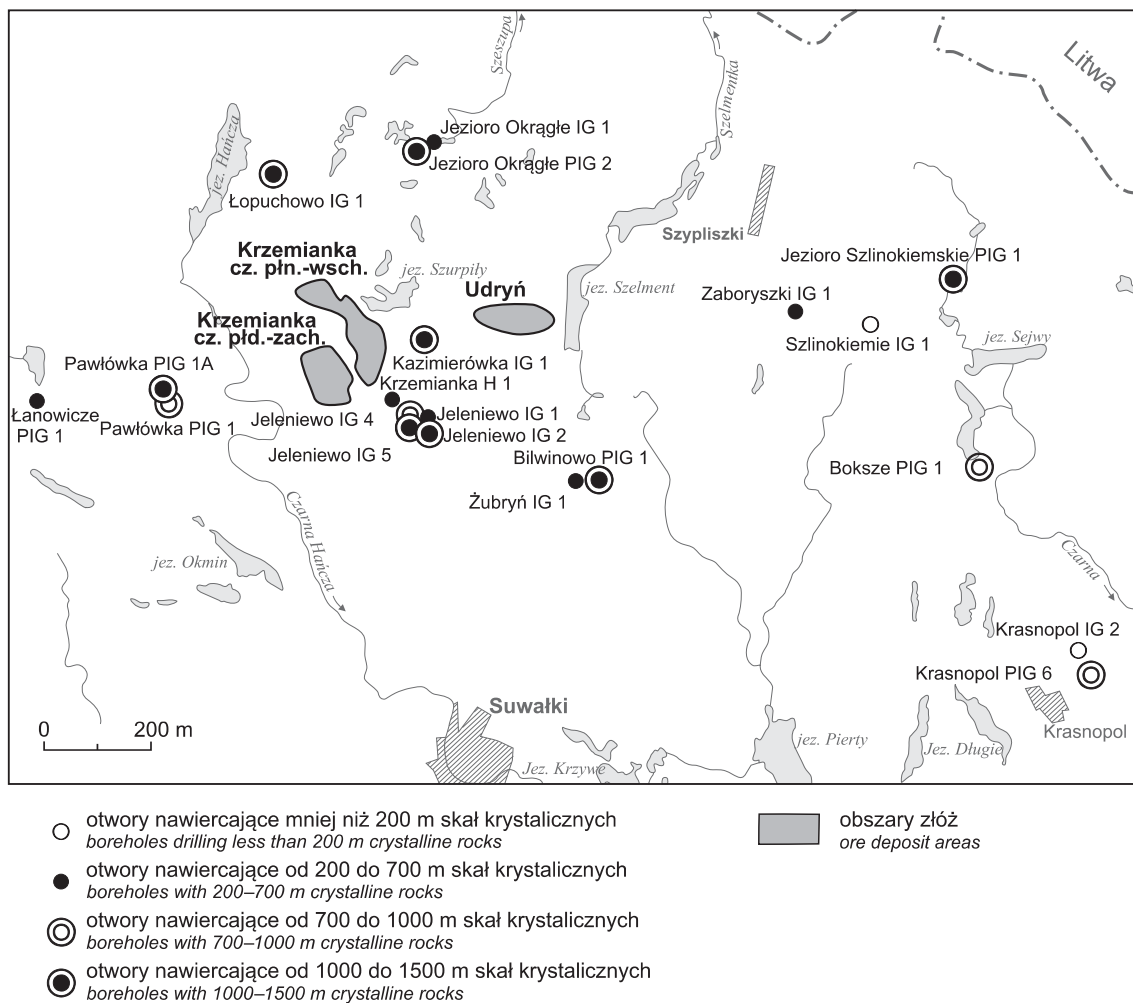 Szeszupa
Szelmentka
Litwa
jez. Hańcza
Jezioro Okrągłe IG 1
Jezioro Okrągłe PIG 2
Łopuchowo IG 1
Szypliszki
Krzemianka
cz. płn.-wsch.
jez. Szurpiły
Udryń
jez. Szelment
Jezioro Szlinokiemskie PIG 1
Zaboryszki IG 1
Szlinokiemie IG 1
Krzemianka
cz. płd.-zach.
jez. Sejwy
Pawłówka PIG 1A
Kazimierówka IG 1
Krzemianka H 1
Łanowicze
PIG 1
Pawłówka PIG 1
Jeleniewo IG 4
Jeleniewo IG 1
Jeleniewo IG 2
Jeleniewo IG 5
Bilwinowo PIG 1
Żubryń IG 1
Boksze PIG 1
Czarna Hańcza
jez. Okmin
Czarna
Krasnopol IG 2
Krasnopol PIG 6
Suwałki
Krasnopol
jez. Pierty
Jez. Długie
Jez. Krzywe
0 200 m
otwory nawiercające mniej niż 200 m skał krystalicznych
boreholes drilling less than 200 m crystalline rocks
otwory nawiercające od 200 do 700 m skał krystalicznych
boreholes with 200–700 m crystalline rocks
otwory nawiercające od 700 do 1000 m skał krystalicznych
boreholes with 700–1000 m crystalline rocks
otwory nawiercające od 1000 do 1500 m skał krystalicznych
boreholes with 1000–1500 m crystalline rocks
obszary złóż
ore deposit areas